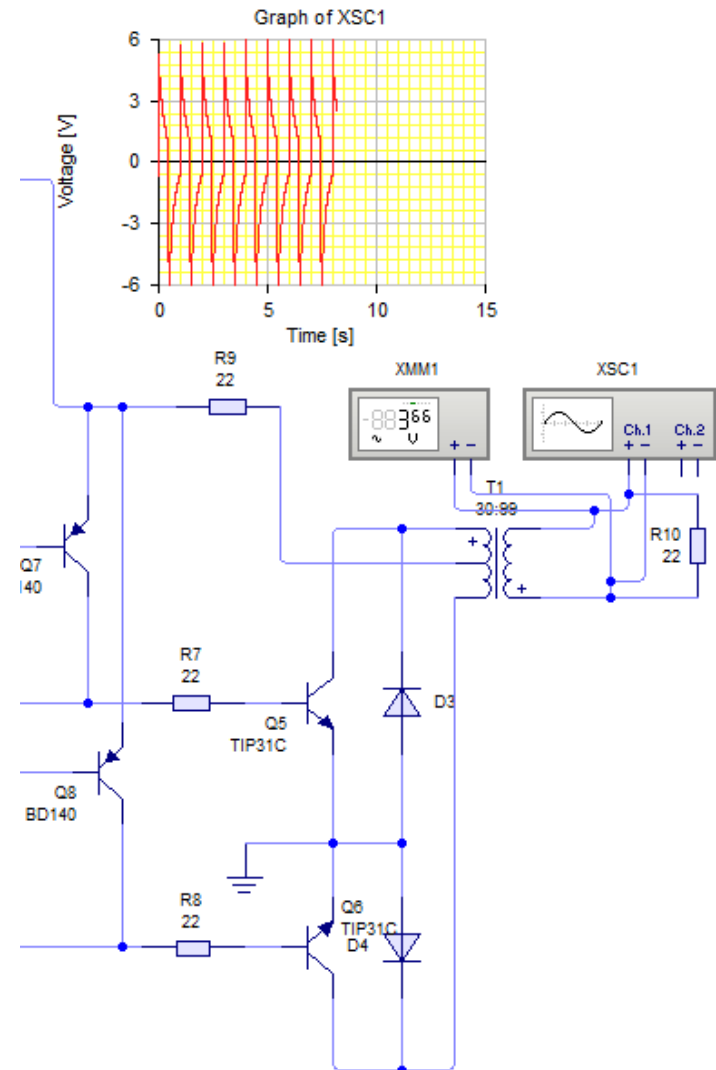 Graph of XSC1
Voltage [V]
6
3
0
-3
-6
0
5
10
15
Time [s]
R9
22
XMM1
XSC1
-88366
~ V
+ -
Ch.1
Ch.2
+ -
+ -
T1
30:99
+
+
R10
22
Q7
140
R7
22
Q5
TIP31C
D3
Q8
BD140
R8
22
Q6
TIP31C
D4